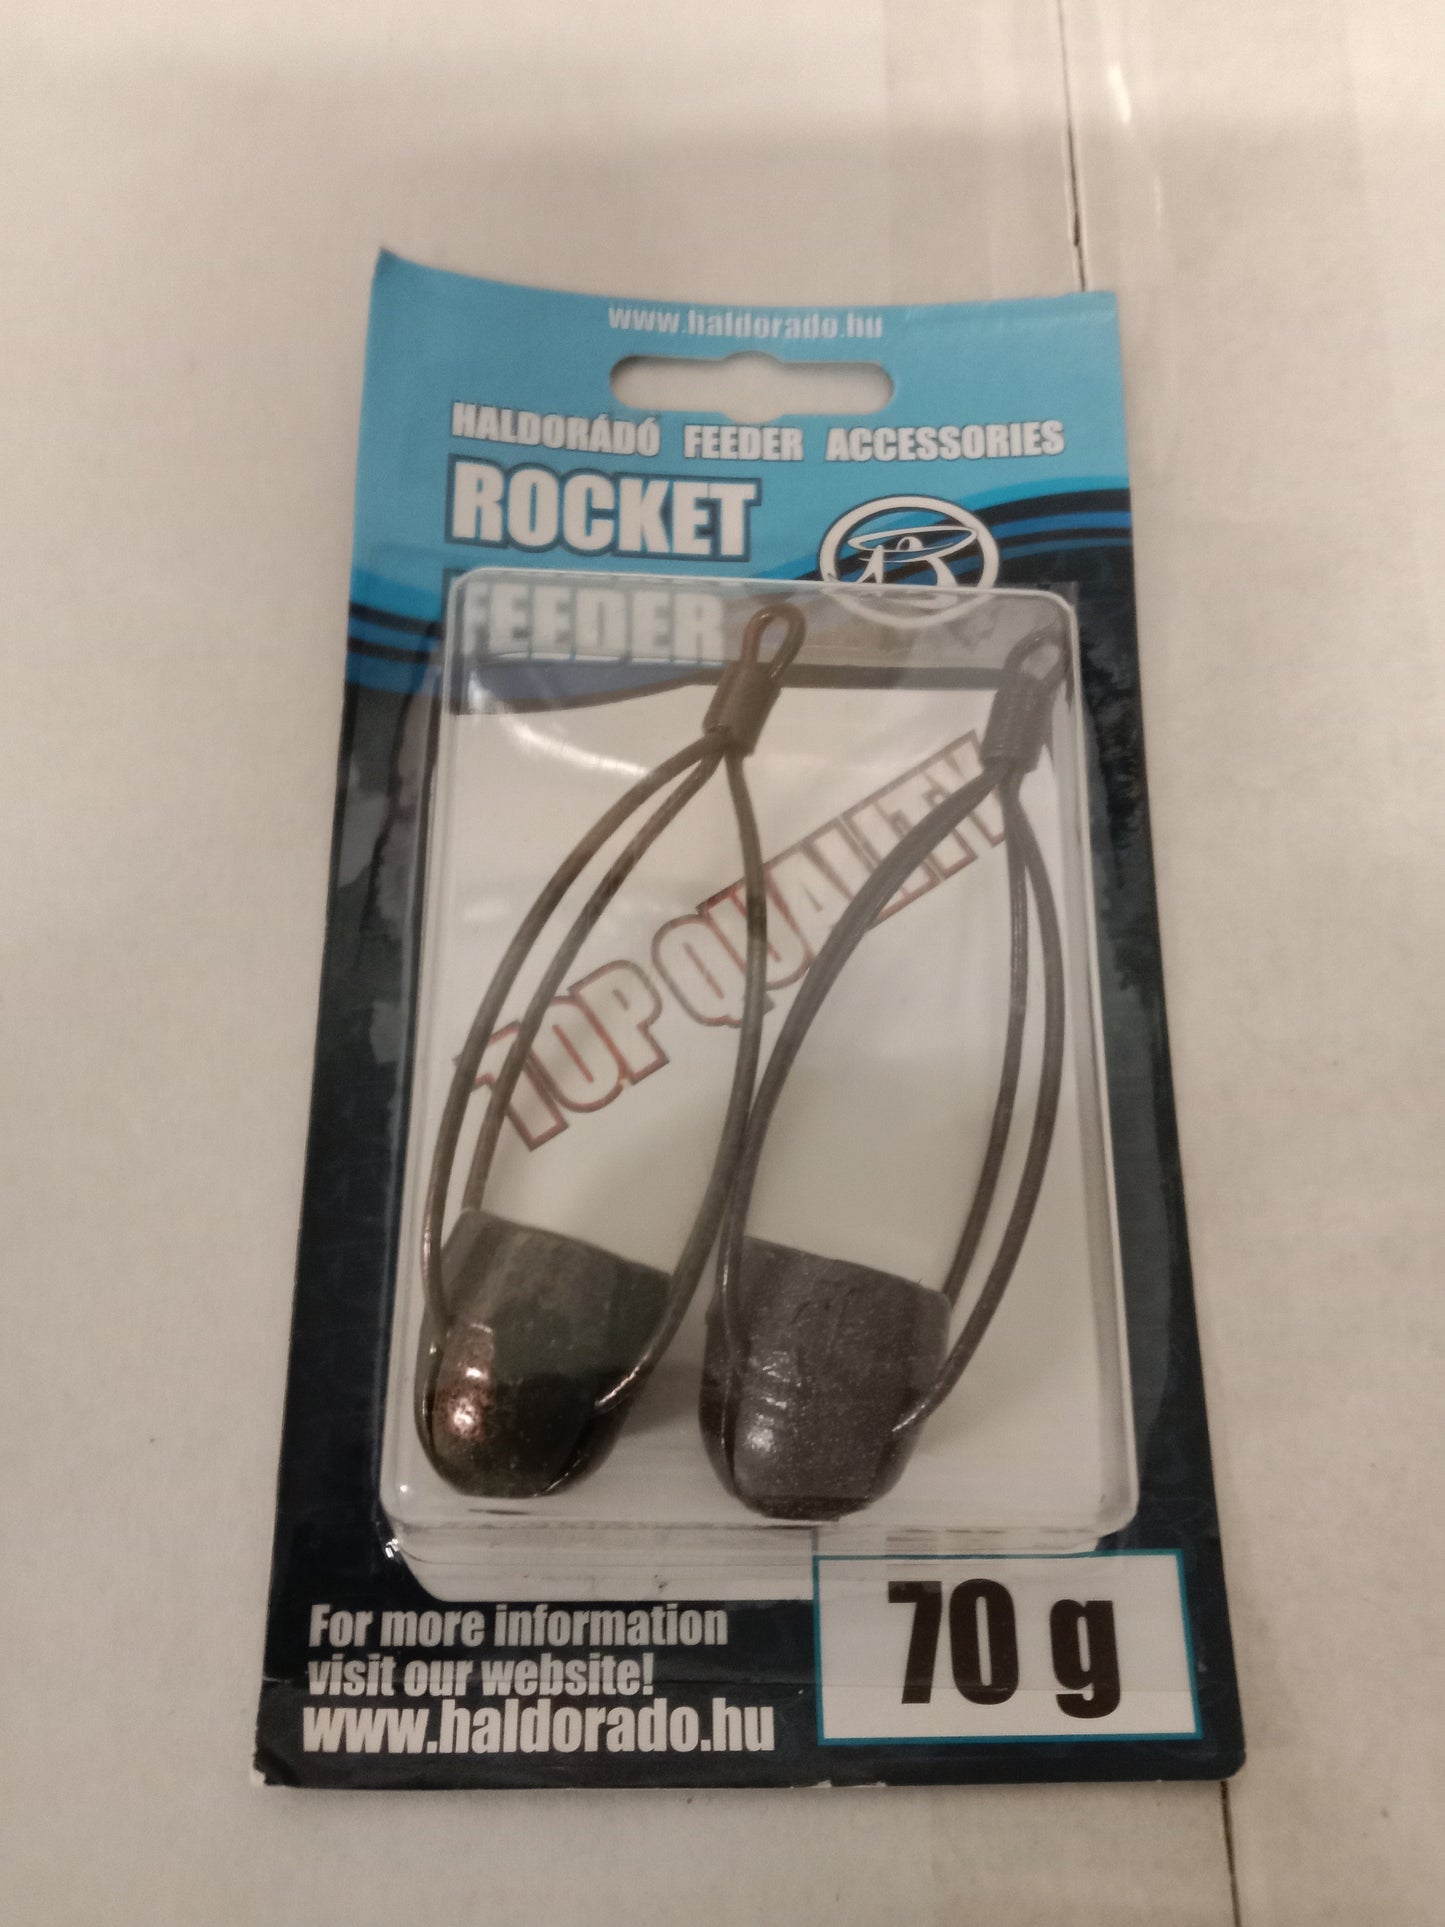 www.haldorado.hu
HALDORÁDÓ FEEDER ACCESSORIES
ROCKET
FEEDER
TOP QUALITY
For more information
visit our website!
www.haldorado.hu
70 g